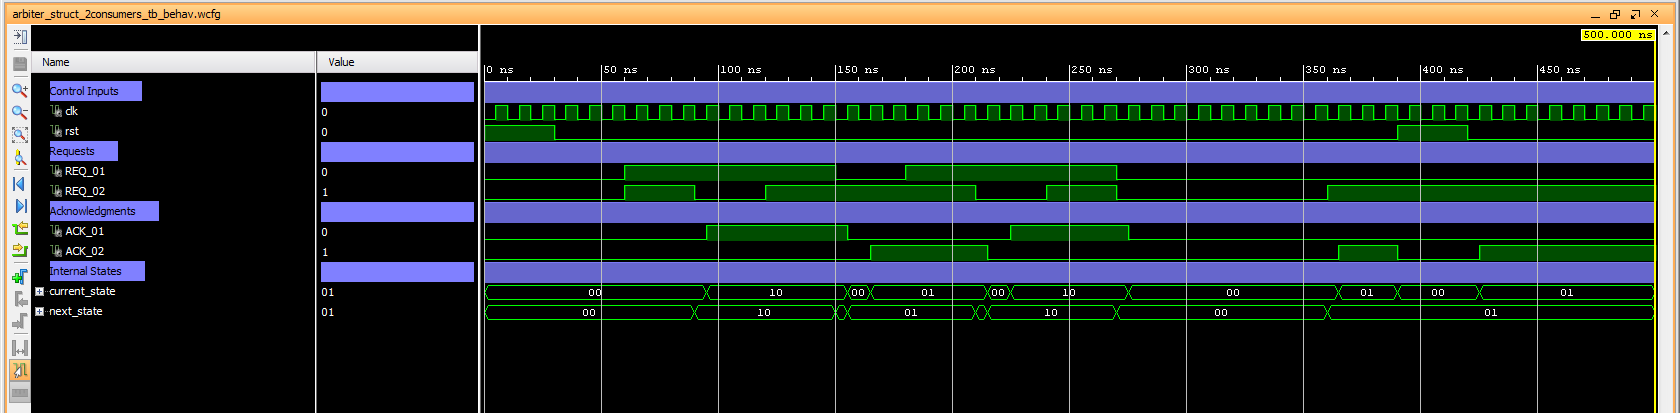 arbiter_struct_2consumers_tb_behav.wcfg
500.000 ns
Name Value
0 ns 50 ns 100 ns 150 ns 200 ns 250 ns 300 ns 350 ns 400 ns 450 ns
Control Inputs
clk 0
rst 0
Requests
REQ_01 0
REQ_02 1
Acknowledgments
ACK_01 0
ACK_02 1
Internal States
current_state 01 00 10 00 01 00 10 00 01 00 01
next_state 01 00 10 01 10 00 01